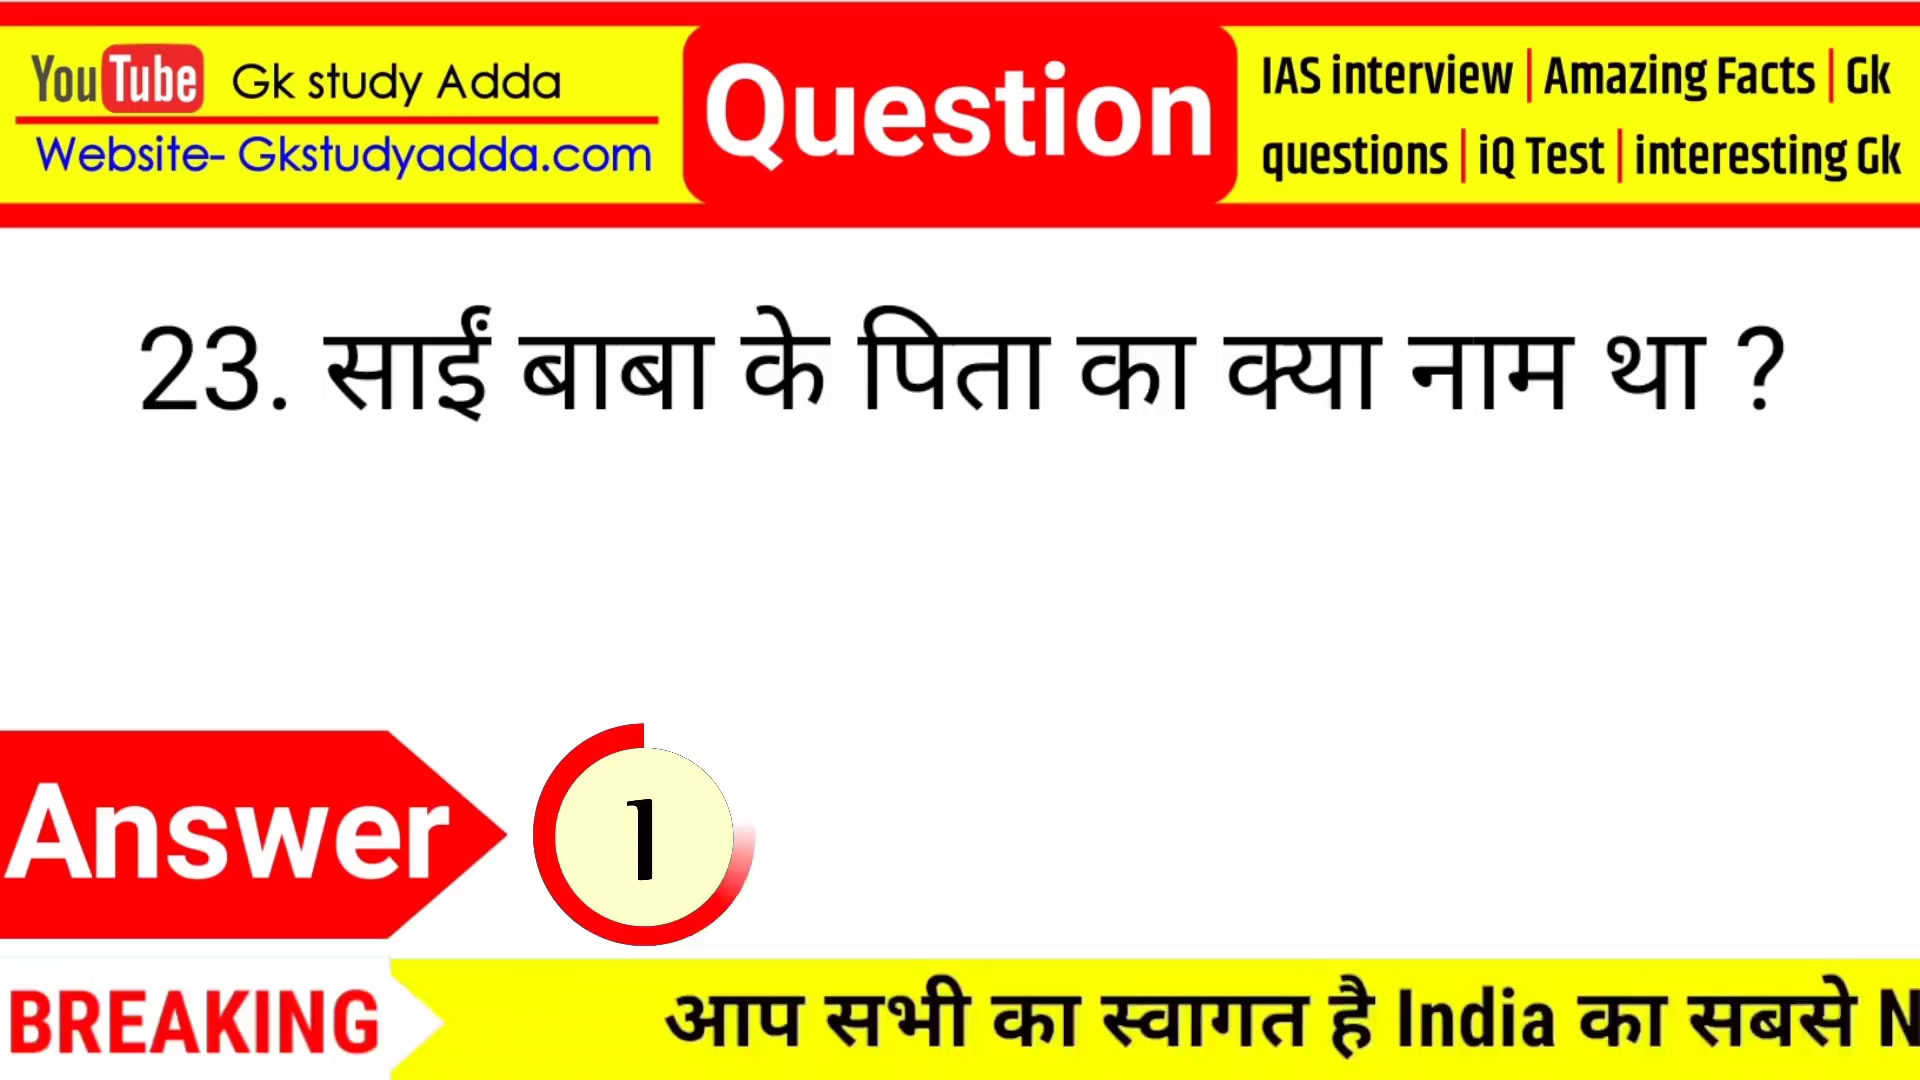 YouTube Gk study Adda
Website- Gkstudyadda.com
Question
IAS interview | Amazing Facts | Gk
questions | iQ Test | interesting Gk
23. साईं बाबा के पिता का क्या नाम था ?
Answer
1
BREAKING
आप सभी का स्वागत है India का सबसे N